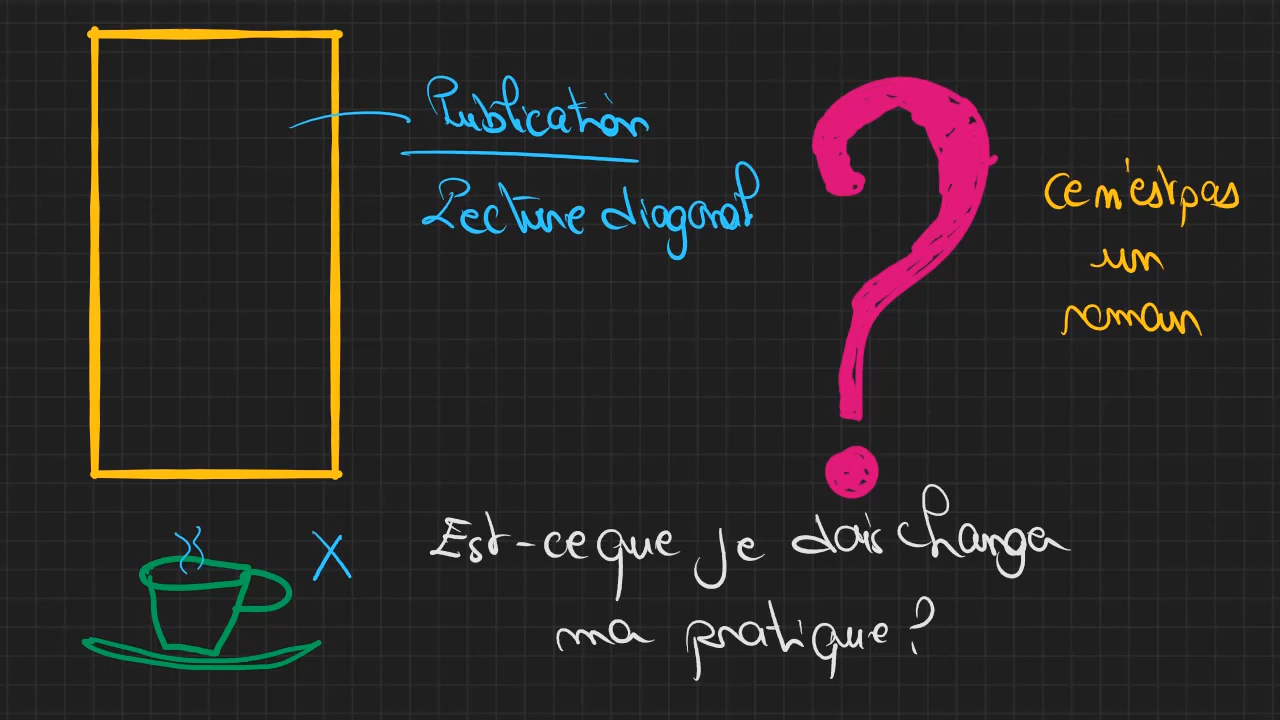 Publication
Lecture diagonal
Ce n'est pas
un
roman
X
Est-ce que je dois changer
ma pratique ?